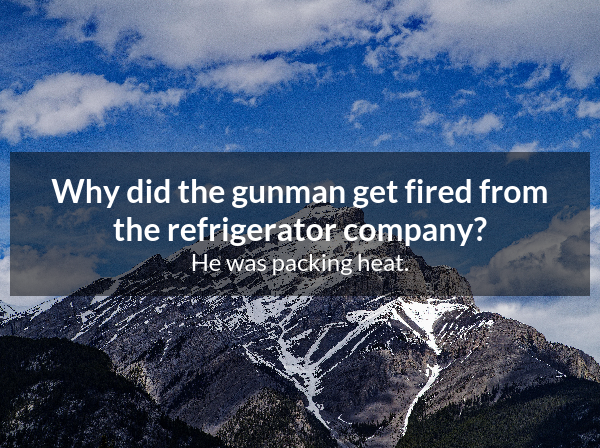 Why did the gunman get fired from
the refrigerator company?
He was packing heat.